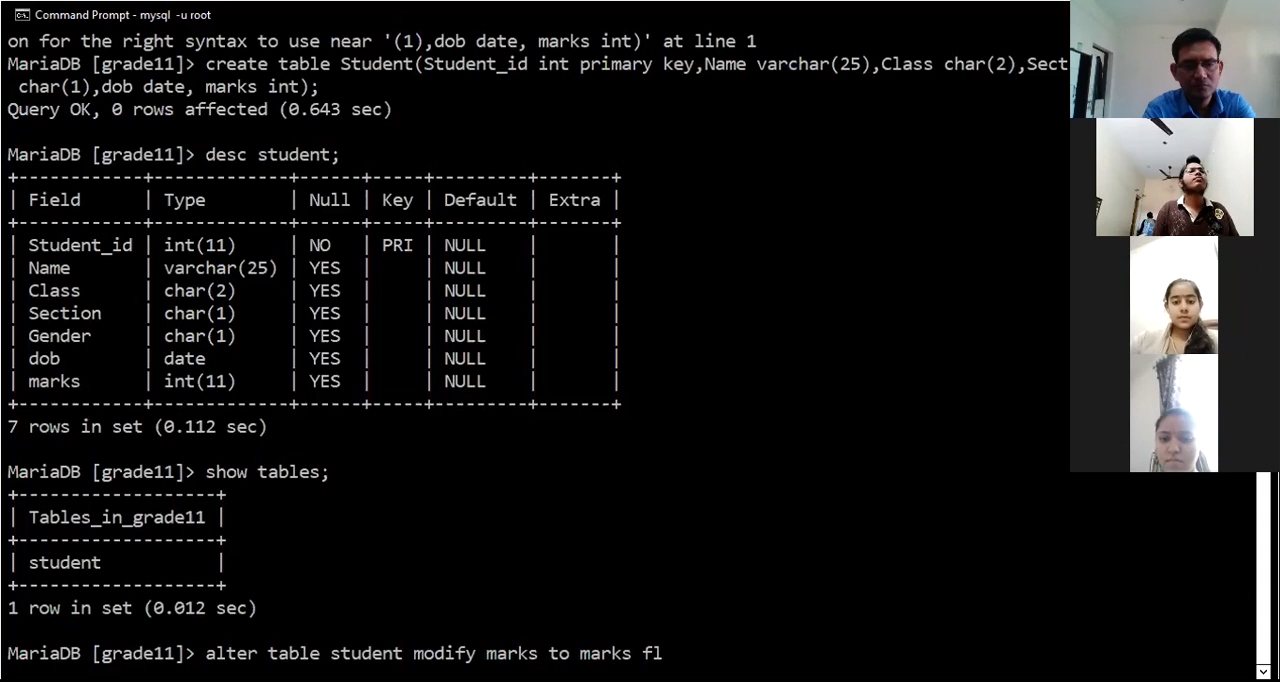 Command Prompt - mysql -u root
on for the right syntax to use near '(1),dob date, marks int)' at line 1
MariaDB [grade11]> create table Student(Student_id int primary key,Name varchar(25),Class char(2),Sect
char(1),dob date, marks int);
Query OK, 0 rows affected (0.643 sec)
MariaDB [grade11]> desc student;
+------------+-------------+------+-----+---------+-------+
| Field | Type | Null | Key | Default | Extra |
+------------+-------------+------+-----+---------+-------+
| Student_id | int(11) | NO | PRI | NULL | |
| Name | varchar(25) | YES | | NULL | |
| Class | char(2) | YES | | NULL | |
| Section | char(1) | YES | | NULL | |
| Gender | char(1) | YES | | NULL | |
| dob | date | YES | | NULL | |
| marks | int(11) | YES | | NULL | |
+------------+-------------+------+-----+---------+-------+
7 rows in set (0.112 sec)
MariaDB [grade11]> show tables;
+-------------------+
| Tables_in_grade11 |
+-------------------+
| student |
+-------------------+
1 row in set (0.012 sec)
MariaDB [grade11]> alter table student modify marks to marks fl